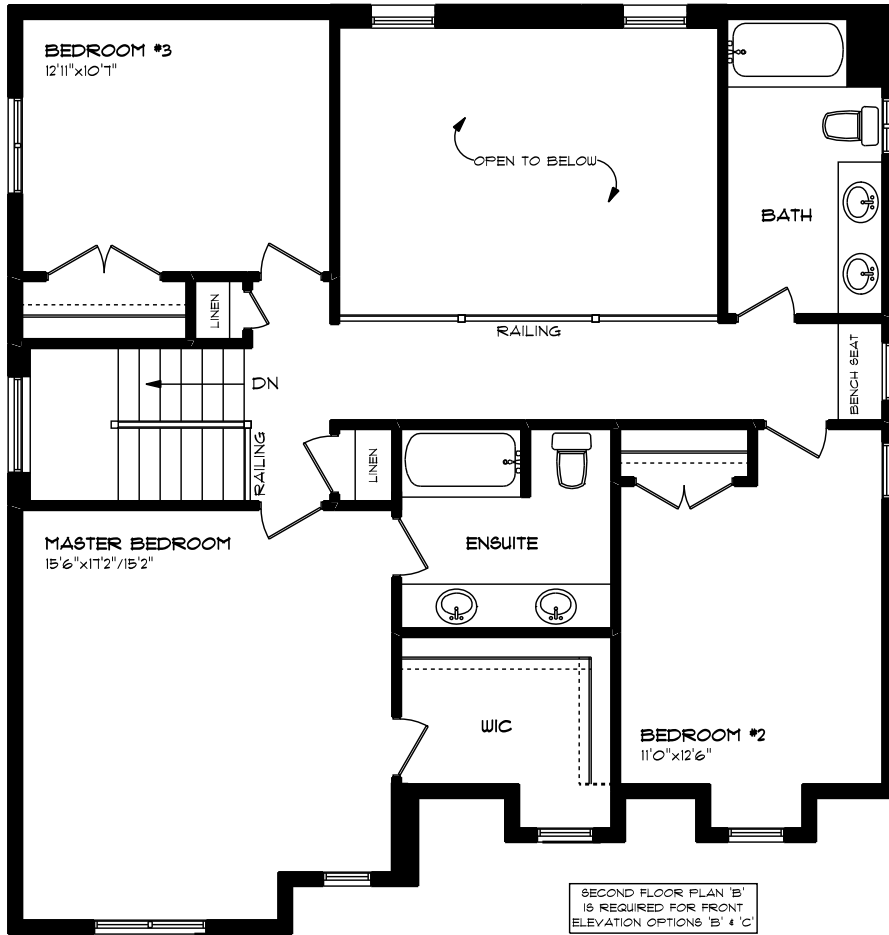 BEDROOM #3
12'11"x10'7"
OPEN TO BELOW
BATH
LINEN
RAILING
BENCH SEAT
DN
RAILING
LINEN
MASTER BEDROOM
15'6"x17'2"/15'2"
ENSUITE
WIC
BEDROOM #2
11'0"x12'6"
SECOND FLOOR PLAN 'B'
IS REQUIRED FOR FRONT
ELEVATION OPTIONS 'B' & 'C'